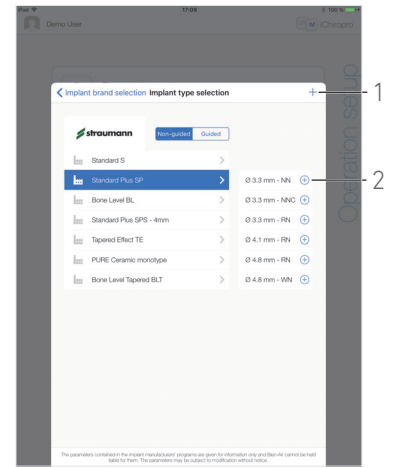 iPad 17:09 100 %
Demo User iChiropro
Implant brand selection Implant type selection + 1
straumann Non-guided Guided
Standard S
Standard Plus SP Ø 3.3 mm - NN 2
Bone Level BL Ø 3.3 mm - NNC
Standard Plus SPS - 4mm Ø 3.3 mm - RN
Tapered Effect TE Ø 4.1 mm - RN
PURE Ceramic monotype Ø 4.8 mm - RN
Bone Level Tapered BLT Ø 4.8 mm - WN
Operation setup
The parameters contained in the implant manufacturers' programs are given for information only and Bien-Air cannot be held
liable for them. The parameters may be subject to modification without notice.